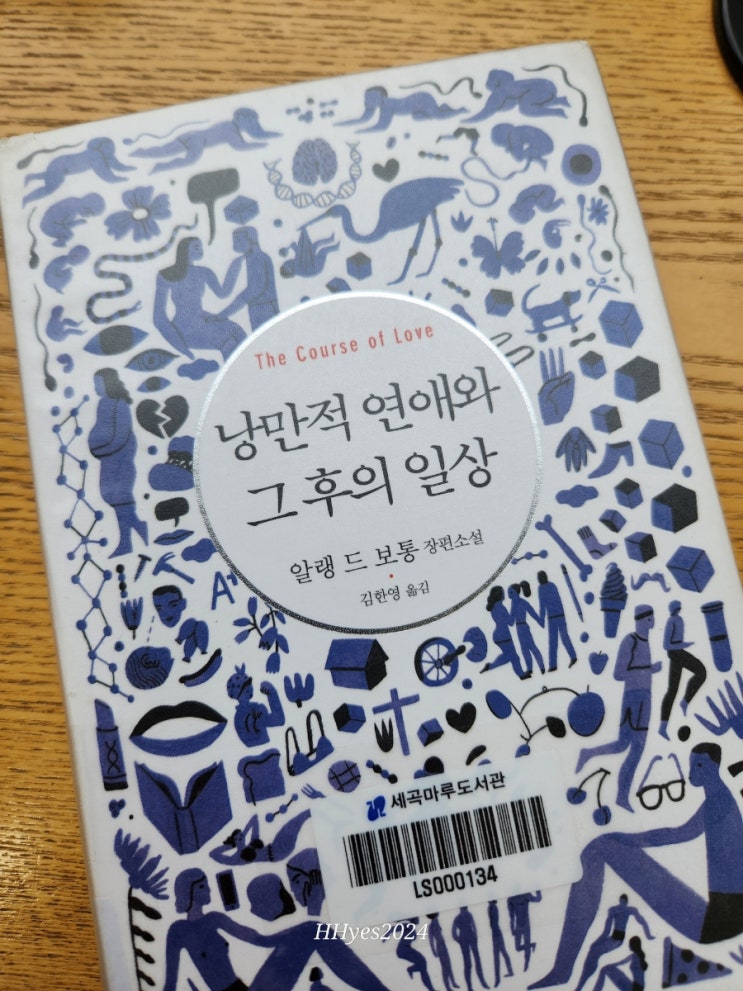 The Course of Love
낭만적 연애와
그 후의 일상
알랭 드 보통 장편소설
김한영 옮김
A
세곡마루도서관
LS000134
HHyes2024